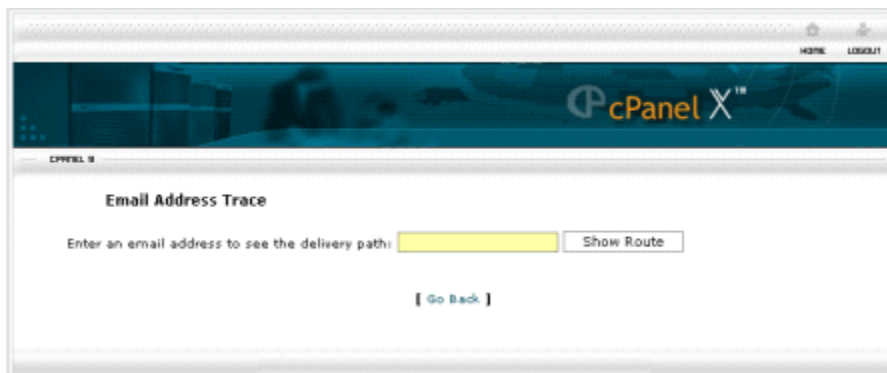 HOME LOGOUT
cPanel X™
CPANEL 9
Email Address Trace
Enter an email address to see the delivery path: Show Route
[ Go Back ]